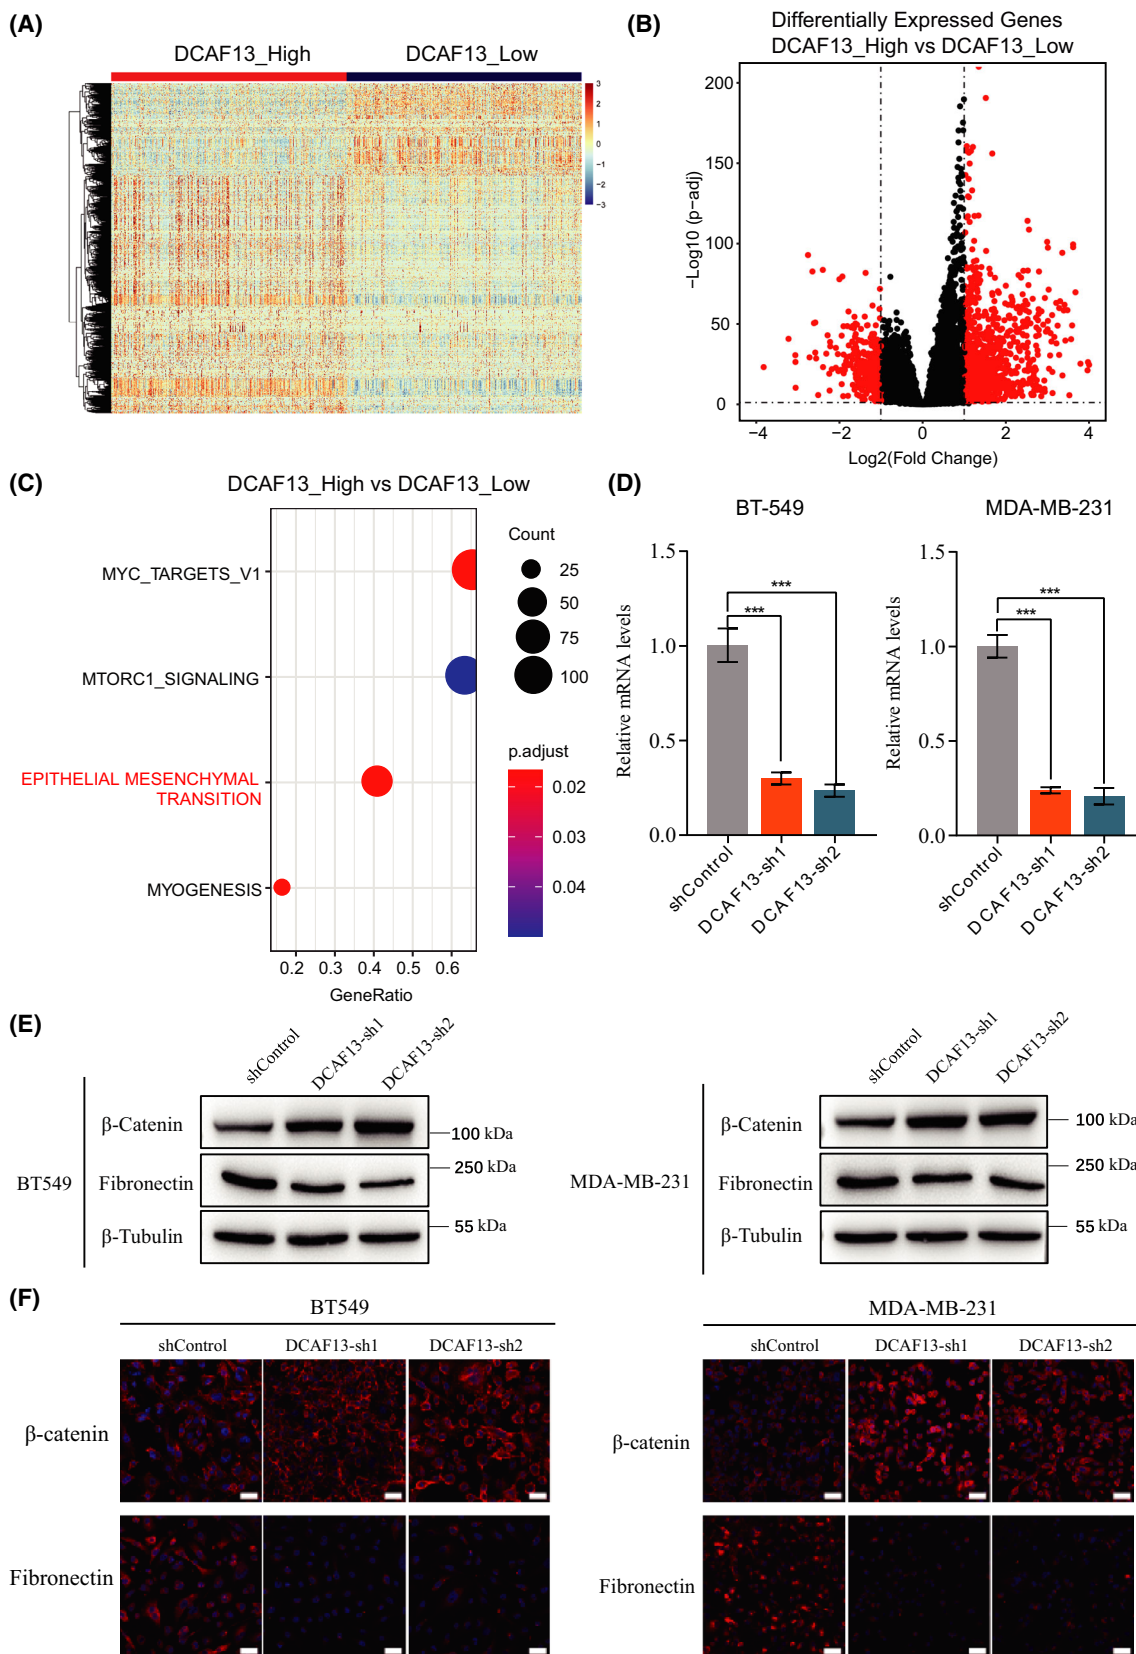 (A)
DCAF13_High
DCAF13_Low
3
2
1
0
−1
−2
−3
(B)
Differentially Expressed Genes
DCAF13_High vs DCAF13_Low
−Log10 (p−adj)
200
150
100
50
0
−4
−2
0
2
4
Log2(Fold Change)
(C)
DCAF13_High vs DCAF13_Low
MYC_TARGETS_V1
MTORC1_SIGNALING
EPITHELIAL MESENCHYMAL
TRANSITION
MYOGENESIS
0.2 0.3 0.4 0.5 0.6
GeneRatio
Count
25
50
75
100
p.adjust
0.02
0.03
0.04
(D)
BT-549
Relative mRNA levels
1.5
1.0
0.5
0.0
***
***
shControl
DCAF13-sh1
DCAF13-sh2
MDA-MB-231
Relative mRNA levels
1.5
1.0
0.5
0.0
***
***
shControl
DCAF13-sh1
DCAF13-sh2
(E)
shControl
DCAF13-sh1
DCAF13-sh2
BT549
β-Catenin
100 kDa
Fibronectin
250 kDa
β-Tubulin
55 kDa
shControl
DCAF13-sh1
DCAF13-sh2
MDA-MB-231
β-Catenin
100 kDa
Fibronectin
250 kDa
β-Tubulin
55 kDa
(F)
BT549
shControl DCAF13-sh1 DCAF13-sh2
β-catenin
Fibronectin
MDA-MB-231
shControl DCAF13-sh1 DCAF13-sh2
β-catenin
Fibronectin